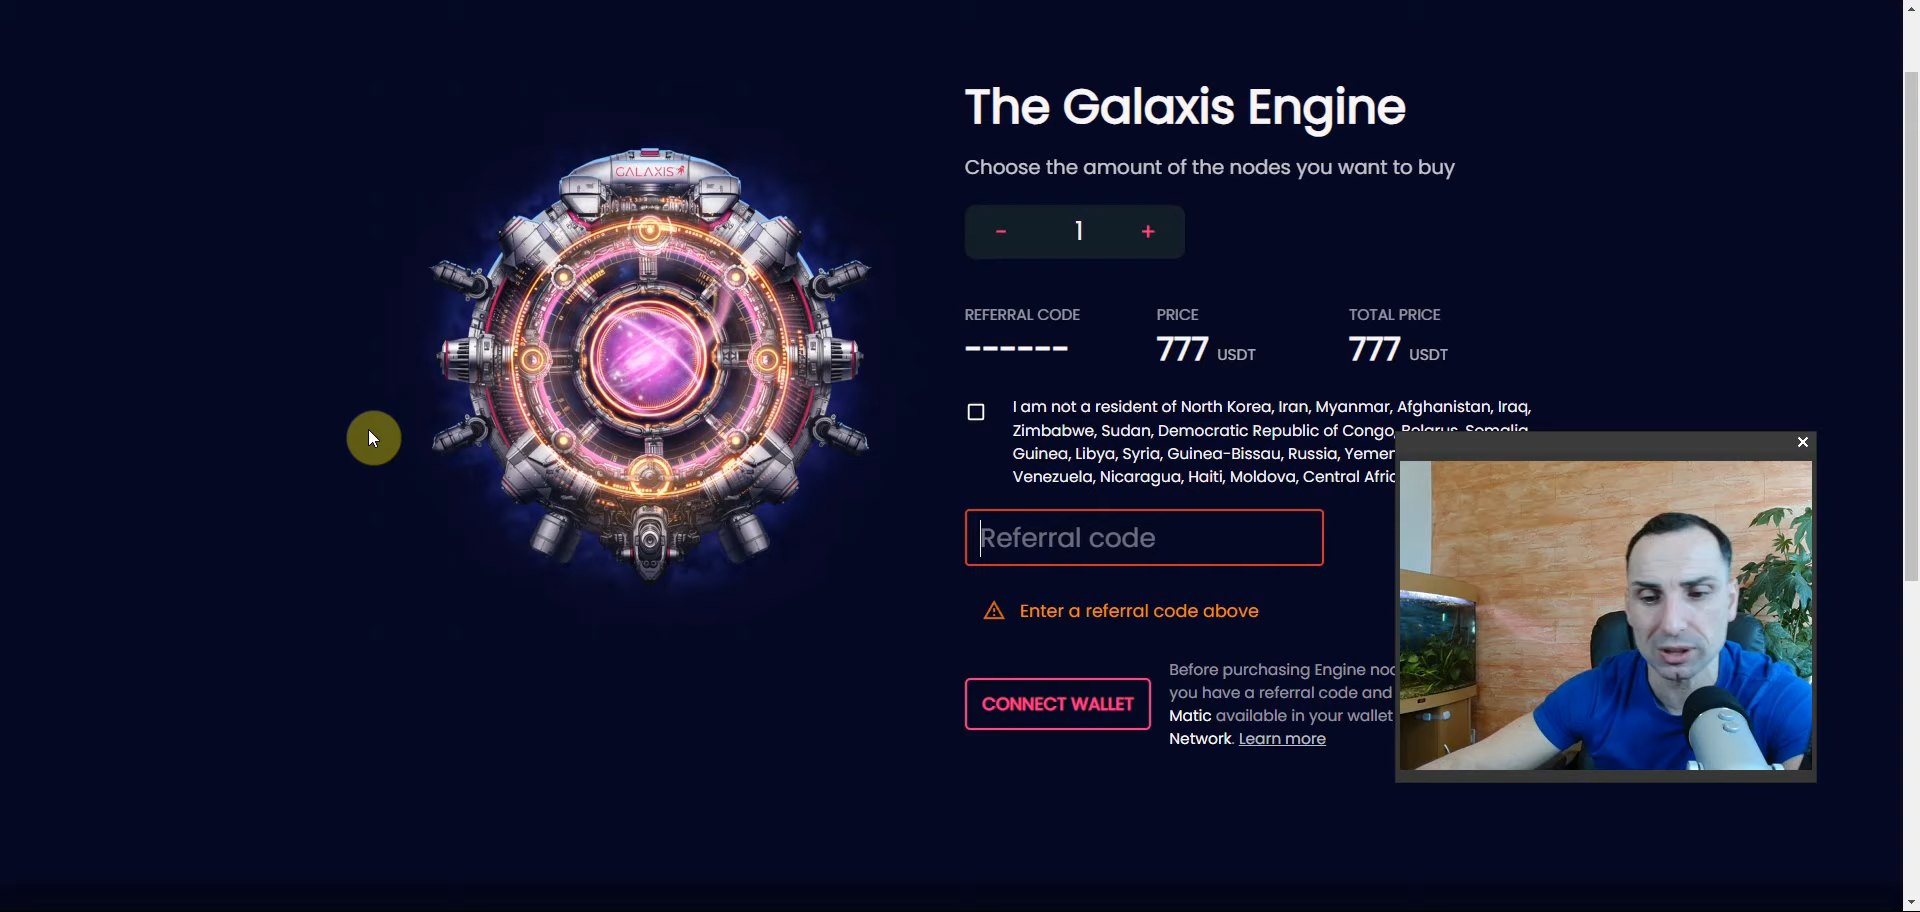 GALAXIS
The Galaxis Engine
Choose the amount of the nodes you want to buy
- 1 +
REFERRAL CODE PRICE TOTAL PRICE
------ 777 USDT 777 USDT
I am not a resident of North Korea, Iran, Myanmar, Afghanistan, Iraq,
Zimbabwe, Sudan, Democratic Republic of Congo, Belarus, Somalia,
Guinea, Libya, Syria, Guinea-Bissau, Russia, Yemen
Venezuela, Nicaragua, Haiti, Moldova, Central
Referral code
Enter a referral code above
CONNECT WALLET
Before purchasing Engine
you have a referral code and
Matic available in your wallet
Network. Learn more